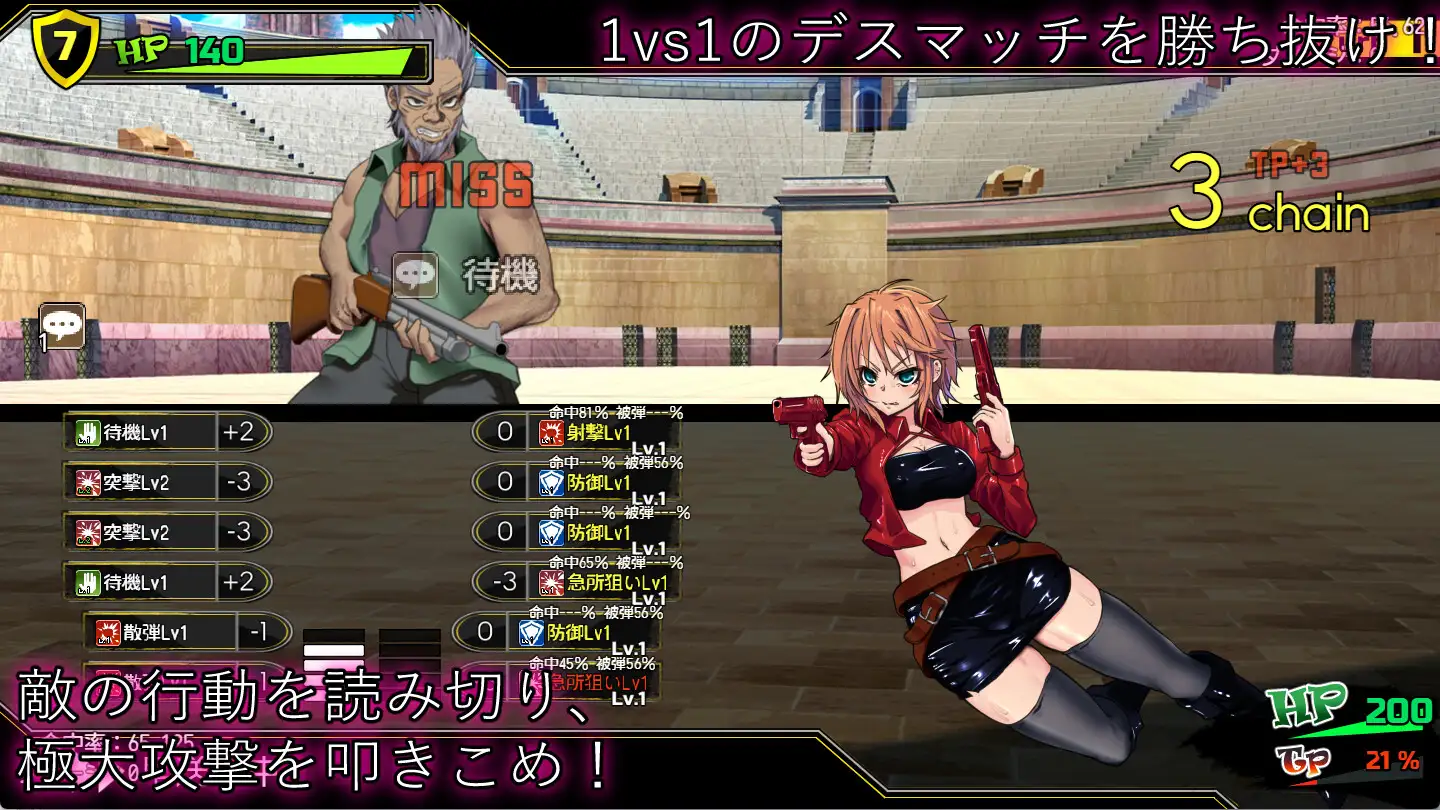 1vs1のデスマッチを勝ち抜け!
7 HP 140
MISS
3 TP+3
chain
待機
1
待機Lv1 +2
命中81% 被弾---%
0 射撃Lv1
Lv.1
突撃Lv2 -3
命中---% 被弾56%
0 防御Lv1
Lv.1
突撃Lv2 -3
命中---% 被弾---%
0 防御Lv1
Lv.1
待機Lv1 +2
命中65% 被弾---%
-3 急所狙いLv1
Lv.1
散弾Lv1 -1
命中---% 被弾56%
0 防御Lv1
Lv.1
命中45% 被弾56%
急所狙いLv1
Lv.1
敵の行動を読み切り、
極大攻撃を叩きこめ!
HP 200
TP 21%